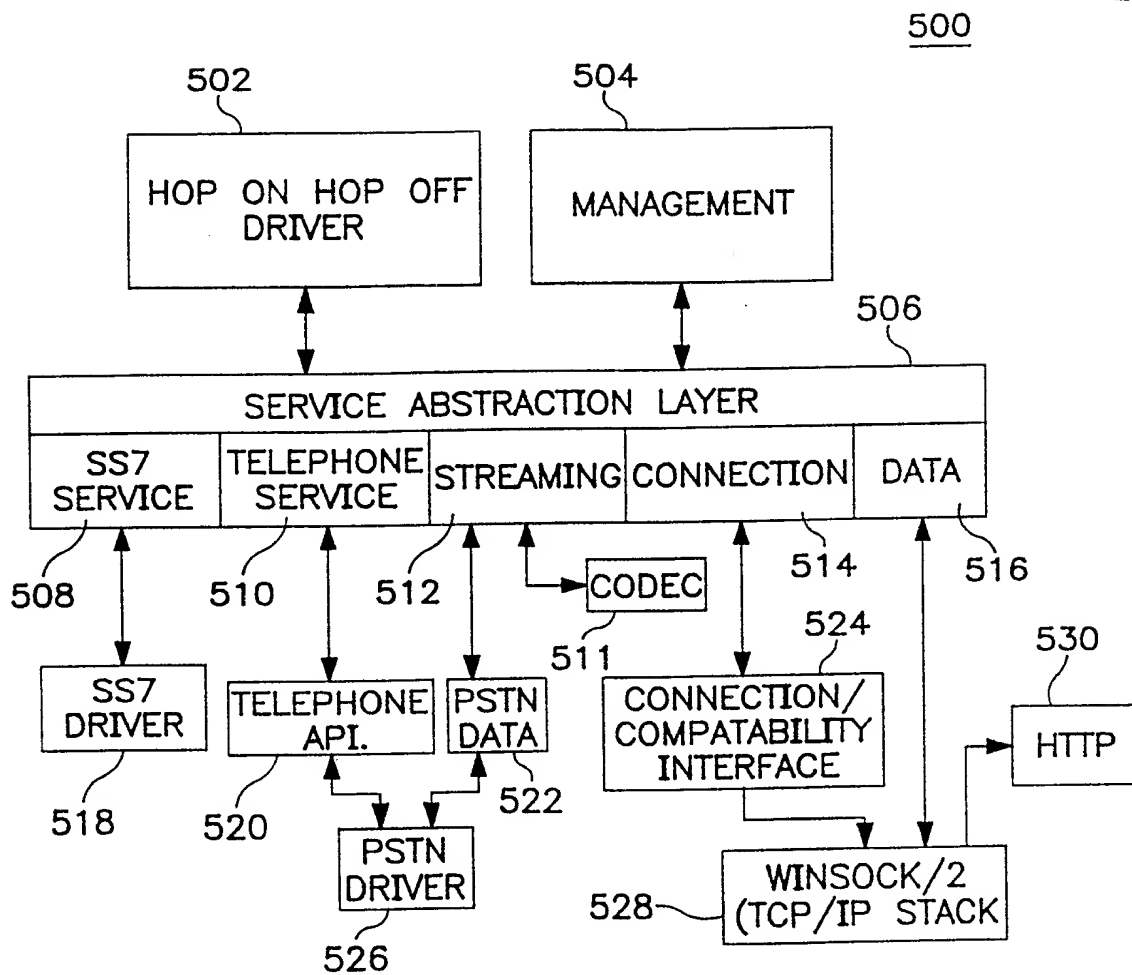 500
502
504
HOP ON HOP OFF
DRIVER
MANAGEMENT
506
SERVICE ABSTRACTION LAYER
SS7
SERVICE
TELEPHONE
SERVICE
STREAMING
CONNECTION
DATA
508
510
512
CODEC
511
514
516
SS7
DRIVER
518
TELEPHONE
API.
520
PSTN
DATA
522
524
CONNECTION/
COMPATABILITY
INTERFACE
530
HTTP
PSTN
DRIVER
526
528
WINSOCK/2
(TCP/IP STACK